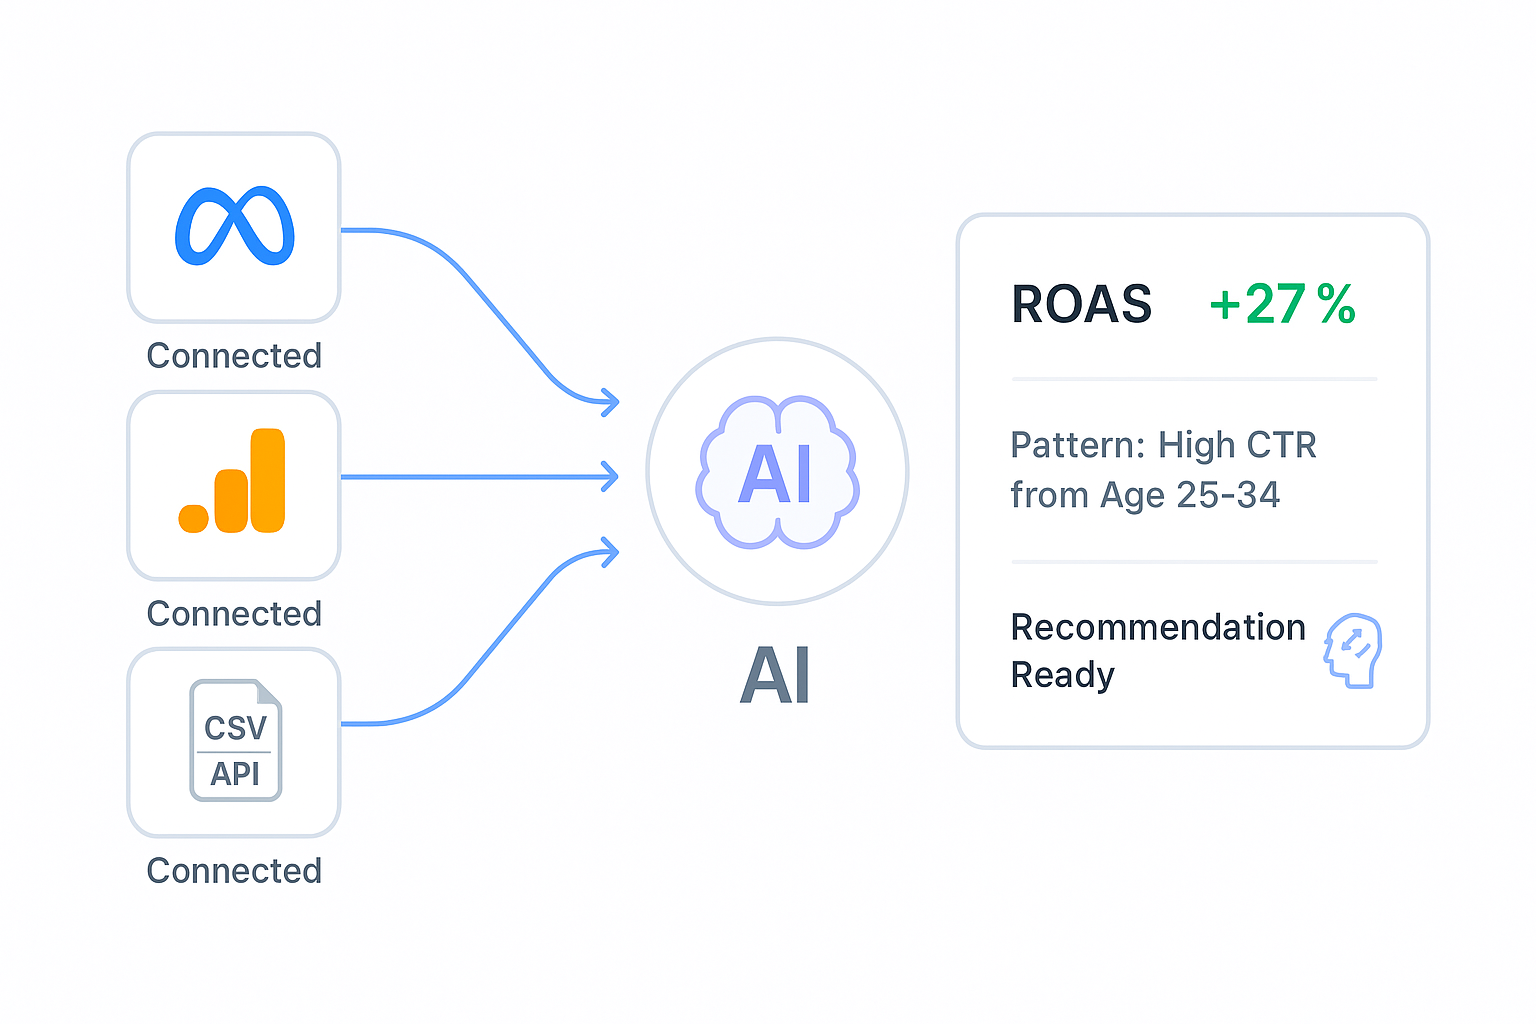 Connected
Connected
CSV
API
Connected
AI
AI
ROAS +27 %
Pattern: High CTR
from Age 25-34
Recommendation
Ready